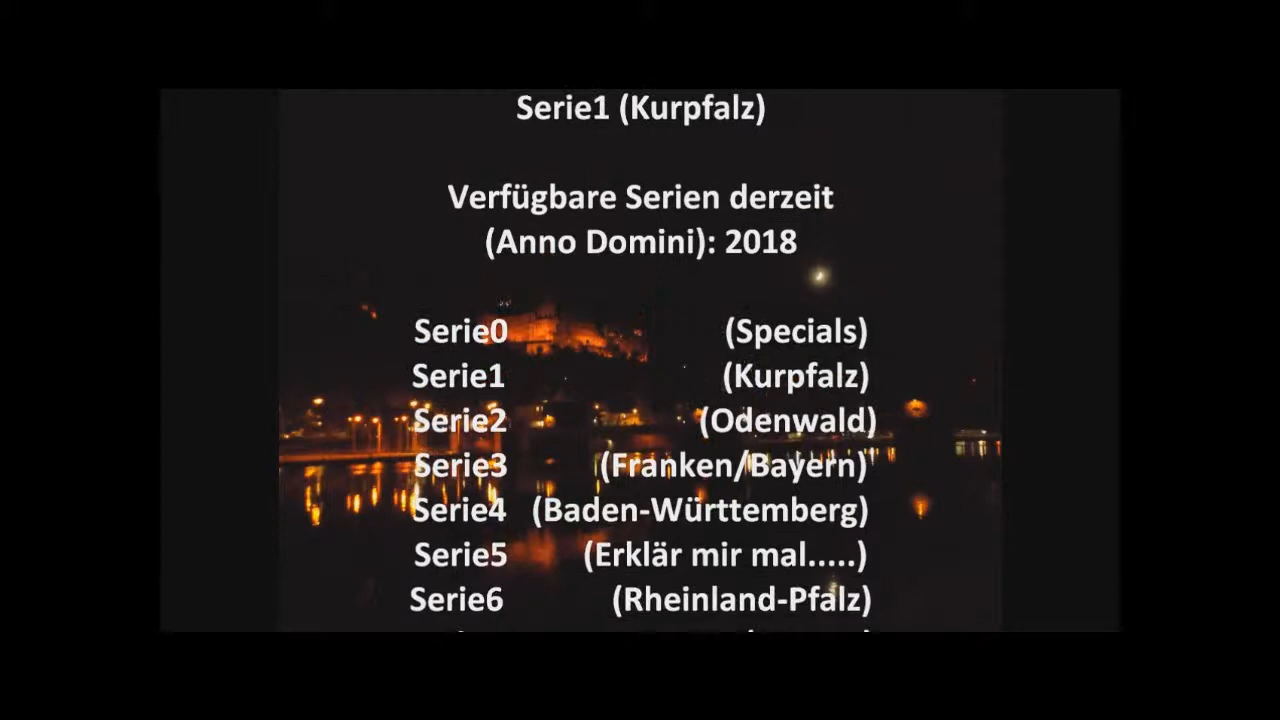 Serie1 (Kurpfalz)
Verfügbare Serien derzeit
(Anno Domini): 2018
Serie0 (Specials)
Serie1 (Kurpfalz)
Serie2 (Odenwald)
Serie3 (Franken/Bayern)
Serie4 (Baden-Württemberg)
Serie5 (Erklär mir mal.....)
Serie6 (Rheinland-Pfalz)